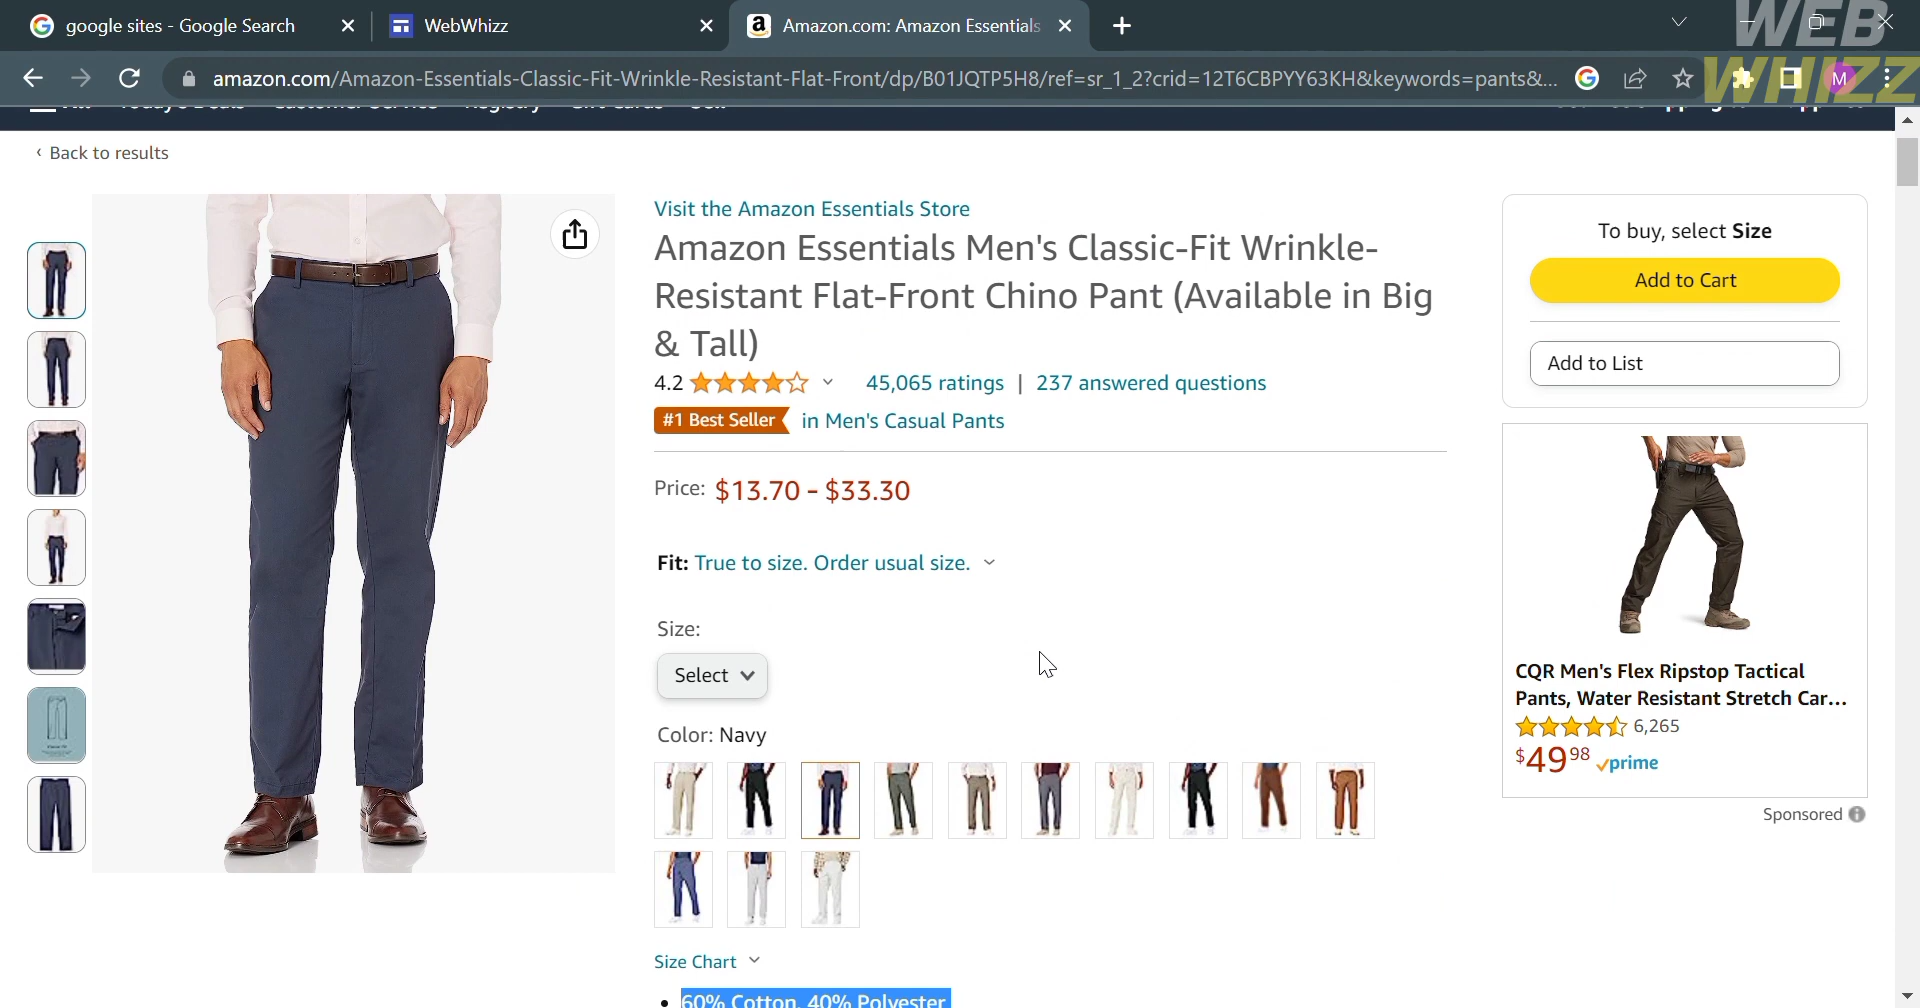 google sites - Google Search
WebWhizz
Amazon.com: Amazon Essentials
WEB
WHIZZ
amazon.com/Amazon-Essentials-Classic-Fit-Wrinkle-Resistant-Flat-Front/dp/B01JQTP5H8/ref=sr_1_2?crid=12T6CBPYY63KH&keywords=pants&...
M
‹ Back to results
Visit the Amazon Essentials Store
Amazon Essentials Men's Classic-Fit Wrinkle-
Resistant Flat-Front Chino Pant (Available in Big
& Tall)
4.2
45,065 ratings | 237 answered questions
#1 Best Seller in Men's Casual Pants
Price: $13.70 - $33.30
Fit: True to size. Order usual size.
Size:
Select
Color: Navy
Size Chart
• 60% Cotton, 40% Polyester
To buy, select Size
Add to Cart
Add to List
CQR Men's Flex Ripstop Tactical
Pants, Water Resistant Stretch Car...
6,265
$49 98 prime
Sponsored